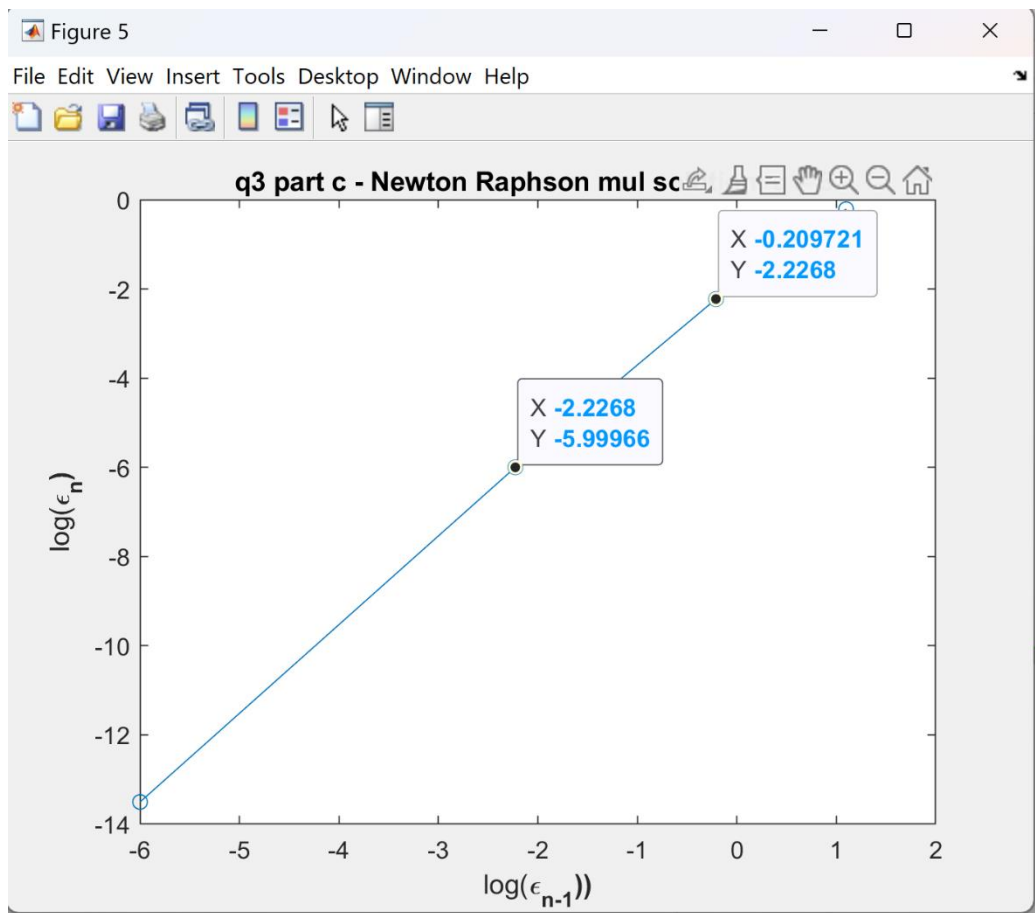 Figure 5
File Edit View Insert Tools Desktop Window Help
q3 part c - Newton Raphson mul sc
0
-2
-4
-6
-8
-10
-12
-14
X -0.209721
Y -2.2268
X -2.2268
Y -5.99966
log(ϵn)
-6 -5 -4 -3 -2 -1 0 1 2
log(ϵn-1))